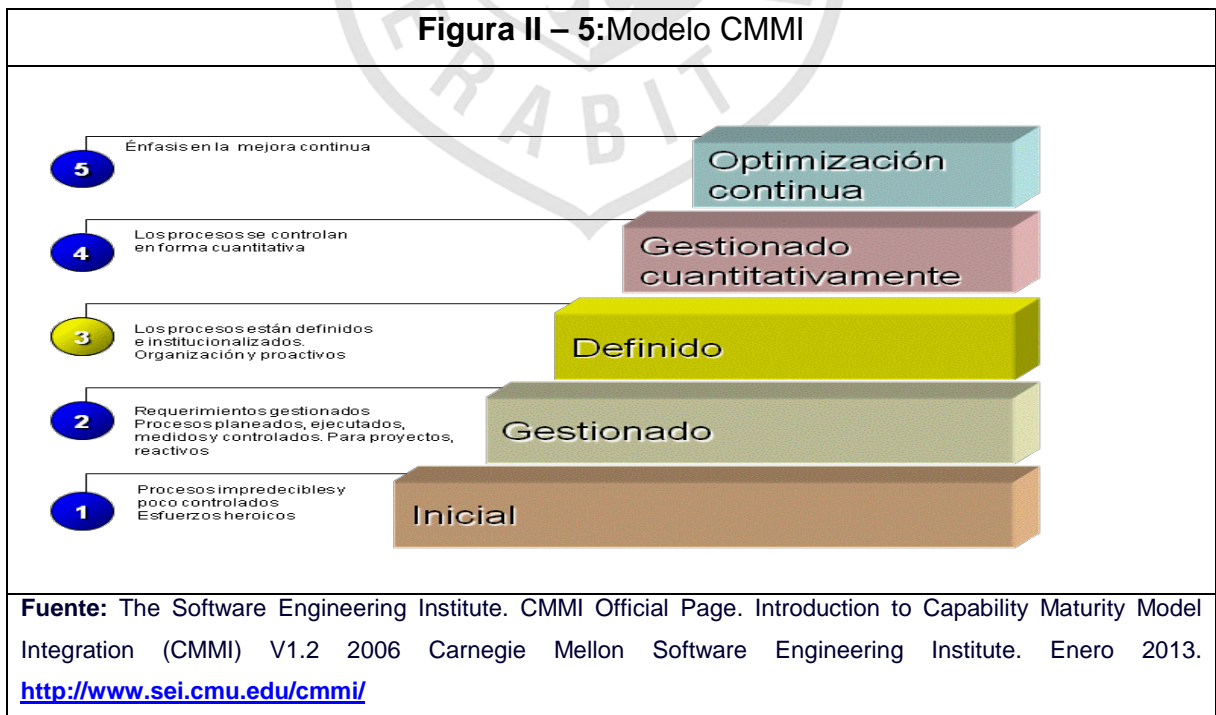 Figura II – 5:Modelo CMMI
ERABIT
5
Énfasis en la mejora continua
Optimización
continua
4
Los procesos se controlan
en forma cuantitativa
Gestionado
cuantitativamente
3
Los procesos están definidos
e institucionalizados.
Organización y proactivos
Definido
2
Requerimientos gestionados
Procesos planeados, ejecutados,
medidos y controlados. Para proyectos,
reactivos
Gestionado
1
Procesos impredecibles y
poco controlados
Esfuerzos heroicos
Inicial
Fuente: The Software Engineering Institute. CMMI Official Page. Introduction to Capability Maturity Model
Integration (CMMI) V1.2 2006 Carnegie Mellon Software Engineering Institute. Enero 2013.
http://www.sei.cmu.edu/cmmi/